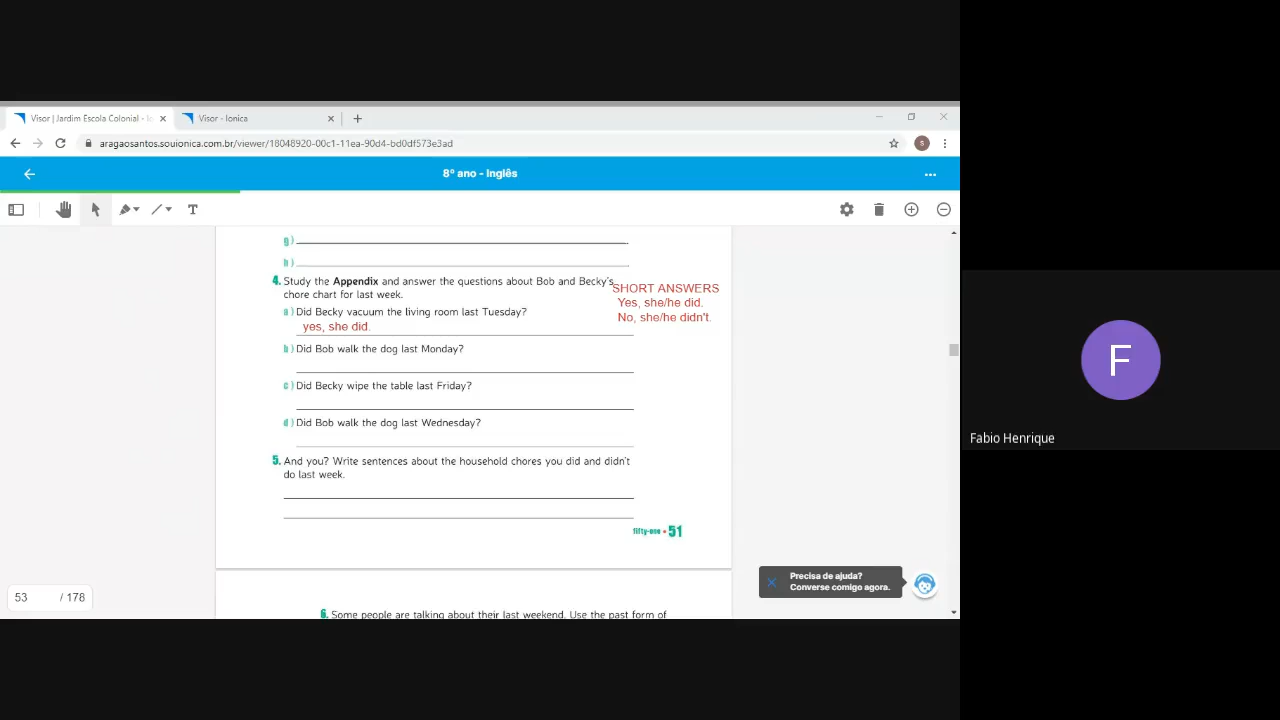 Visor | Jardim Escola Colonial - Io
Visor - Ionica
aragaosantos.souionica.com.br/viewer/18048920-00c1-11ea-90d4-bd0df573e3ad
S
8º ano - Inglês
T
g)
h)
4. Study the Appendix and answer the questions about Bob and Becky's
chore chart for last week.
SHORT ANSWERS
Yes, she/he did.
No, she/he didn't.
a) Did Becky vacuum the living room last Tuesday?
yes, she did.
b) Did Bob walk the dog last Monday?
c) Did Becky wipe the table last Friday?
d) Did Bob walk the dog last Wednesday?
5. And you? Write sentences about the household chores you did and didn't
do last week.
fifty-one • 51
Precisa de ajuda?
Converse comigo agora.
53 / 178
6. Some people are talking about their last weekend. Use the past form of
F
Fabio Henrique